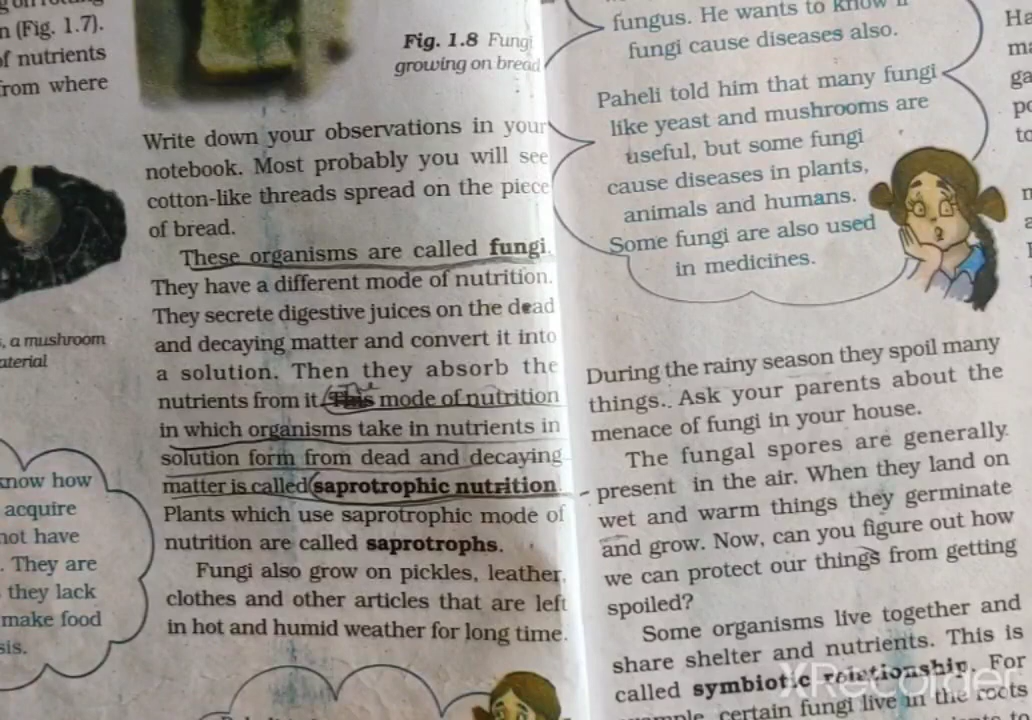 n (Fig. 1.7).
of nutrients
from where
, a mushroom
aterial
know how
acquire
not have
. They are
they lack
make food
sis.
Fig. 1.8 Fungi
growing on bread
Write down your observations in your
notebook. Most probably you will see
cotton-like threads spread on the piece
of bread.
These organisms are called fungi.
They have a different mode of nutrition.
They secrete digestive juices on the dead
and decaying matter and convert it into
a solution. Then they absorb the
nutrients from it. This mode of nutrition
in which organisms take in nutrients in
solution form from dead and decaying
matter is called saprotrophic nutrition.
Plants which use saprotrophic mode of
nutrition are called saprotrophs.
Fungi also grow on pickles, leather,
clothes and other articles that are left
in hot and humid weather for long time.
fungus. He wants to know if
fungi cause diseases also.
Paheli told him that many fungi
like yeast and mushrooms are
useful, but some fungi
cause diseases in plants,
animals and humans.
Some fungi are also used
in medicines.
During the rainy season they spoil many
things. Ask your parents about the
menace of fungi in your house.
The fungal spores are generally
present in the air. When they land on
wet and warm things they germinate
and grow. Now, can you figure out how
we can protect our things from getting
spoiled?
Some organisms live together and
share shelter and nutrients. This is
called symbiotic relationship. For
certain fungi live in the roots
Ha
ma
ga
po
to
XRecorder